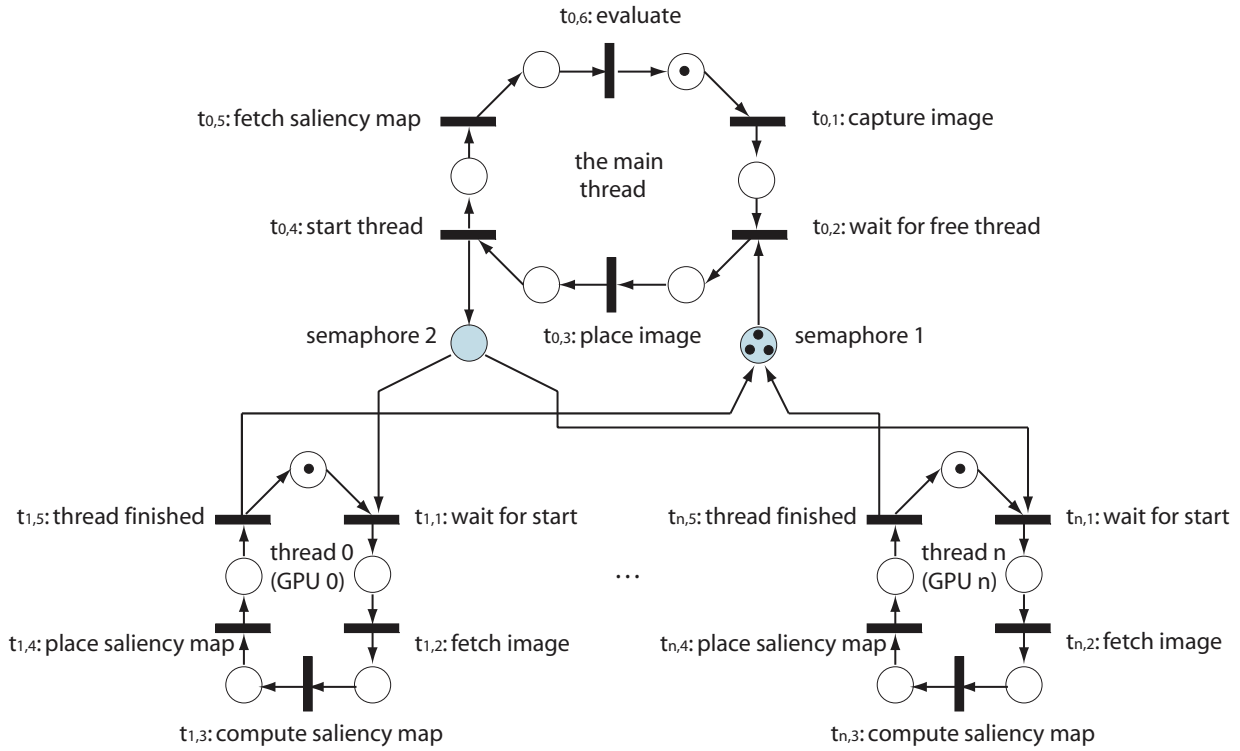 t0,6: evaluate
t0,5: fetch saliency map
t0,1: capture image
the main
thread
t0,4: start thread
t0,2: wait for free thread
t0,3: place image
semaphore 2
semaphore 1
t1,5: thread finished
t1,1: wait for start
thread 0
(GPU 0)
t1,4: place saliency map
t1,2: fetch image
t1,3: compute saliency map
...
tn,5: thread finished
tn,1: wait for start
thread n
(GPU n)
tn,4: place saliency map
tn,2: fetch image
tn,3: compute saliency map